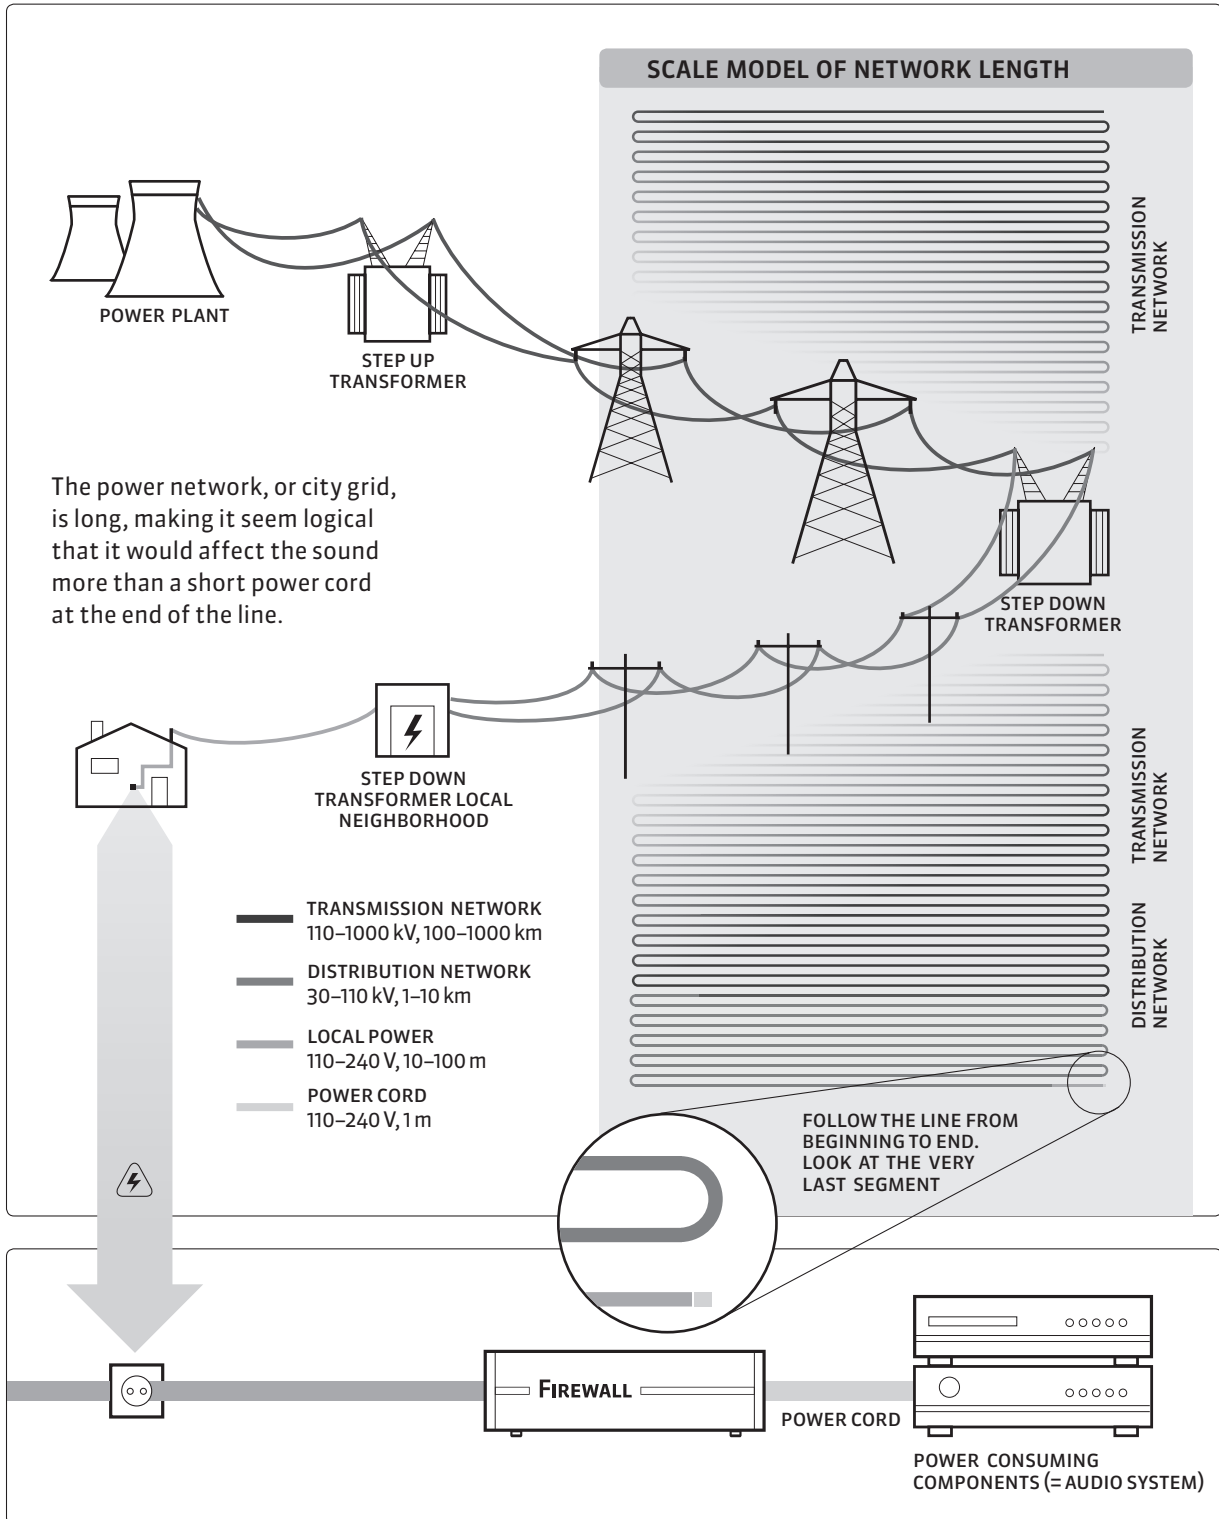 SCALE MODEL OF NETWORK LENGTH
TRANSMISSION
NETWORK
POWER PLANT
STEP UP
TRANSFORMER
The power network, or city grid,
is long, making it seem logical
that it would affect the sound
more than a short power cord
at the end of the line.
STEP DOWN
TRANSFORMER
STEP DOWN
TRANSFORMER LOCAL
NEIGHBORHOOD
TRANSMISSION
NETWORK
TRANSMISSION NETWORK
110–1000 kV, 100–1000 km
DISTRIBUTION NETWORK
30–110 kV, 1–10 km
LOCAL POWER
110–240 V, 10–100 m
POWER CORD
110–240 V, 1 m
DISTRIBUTION
NETWORK
FOLLOW THE LINE FROM
BEGINNING TO END.
LOOK AT THE VERY
LAST SEGMENT
FIREWALL
POWER CORD
POWER CONSUMING
COMPONENTS (= AUDIO SYSTEM)